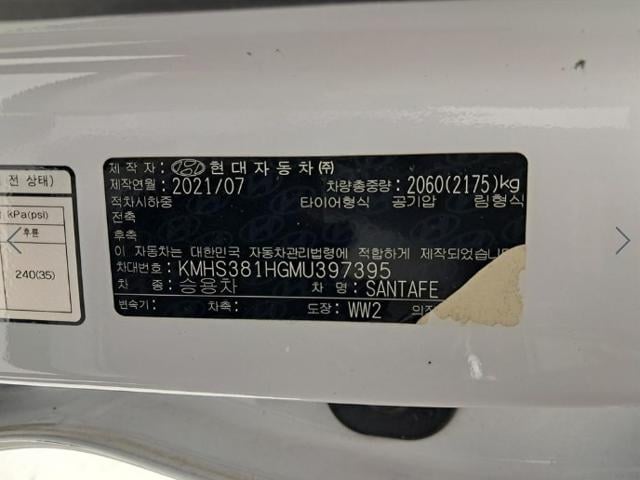 전 상태)
kPa(psi)
후륜
240(35)
제 작 자: 현대자동차(주)
제작연월: 2021/07 차량총중량: 2060(2175)kg
적차시하중 타이어형식 공기압 림형식
전축
후축
이 자동차는 대한민국 자동차관리법령에 적합하게 제작되었습
차대번호: KMHS381HGMU397395
차 종: 승용차 차 명: SANTAFE
변속기: 차축: 도장: WW2 의장